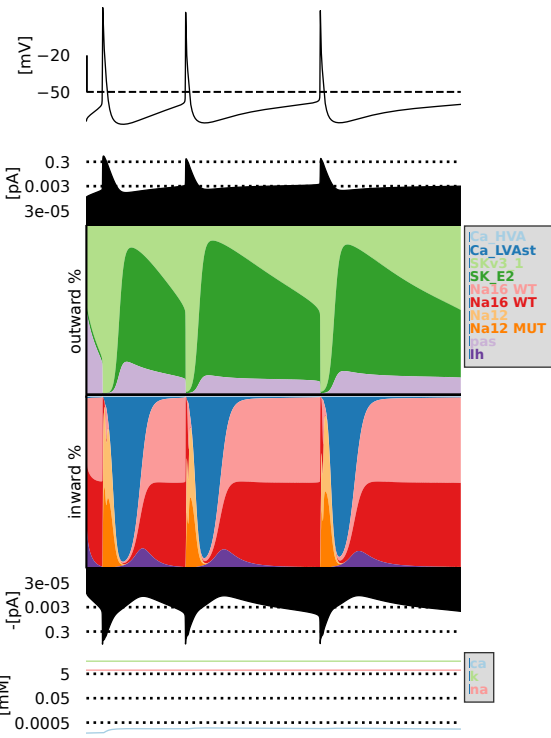 [mV]
−20
−50
[pA]
0.3
0.003
3e-05
outward %
Ca_HVA
Ca_LVAst
SKv3_1
SK_E2
Na16 WT
Na16 WT
Na12
Na12 MUT
pas
Ih
inward %
-[pA]
3e-05
0.003
0.3
[mM]
5
0.05
0.0005
ca
k
na